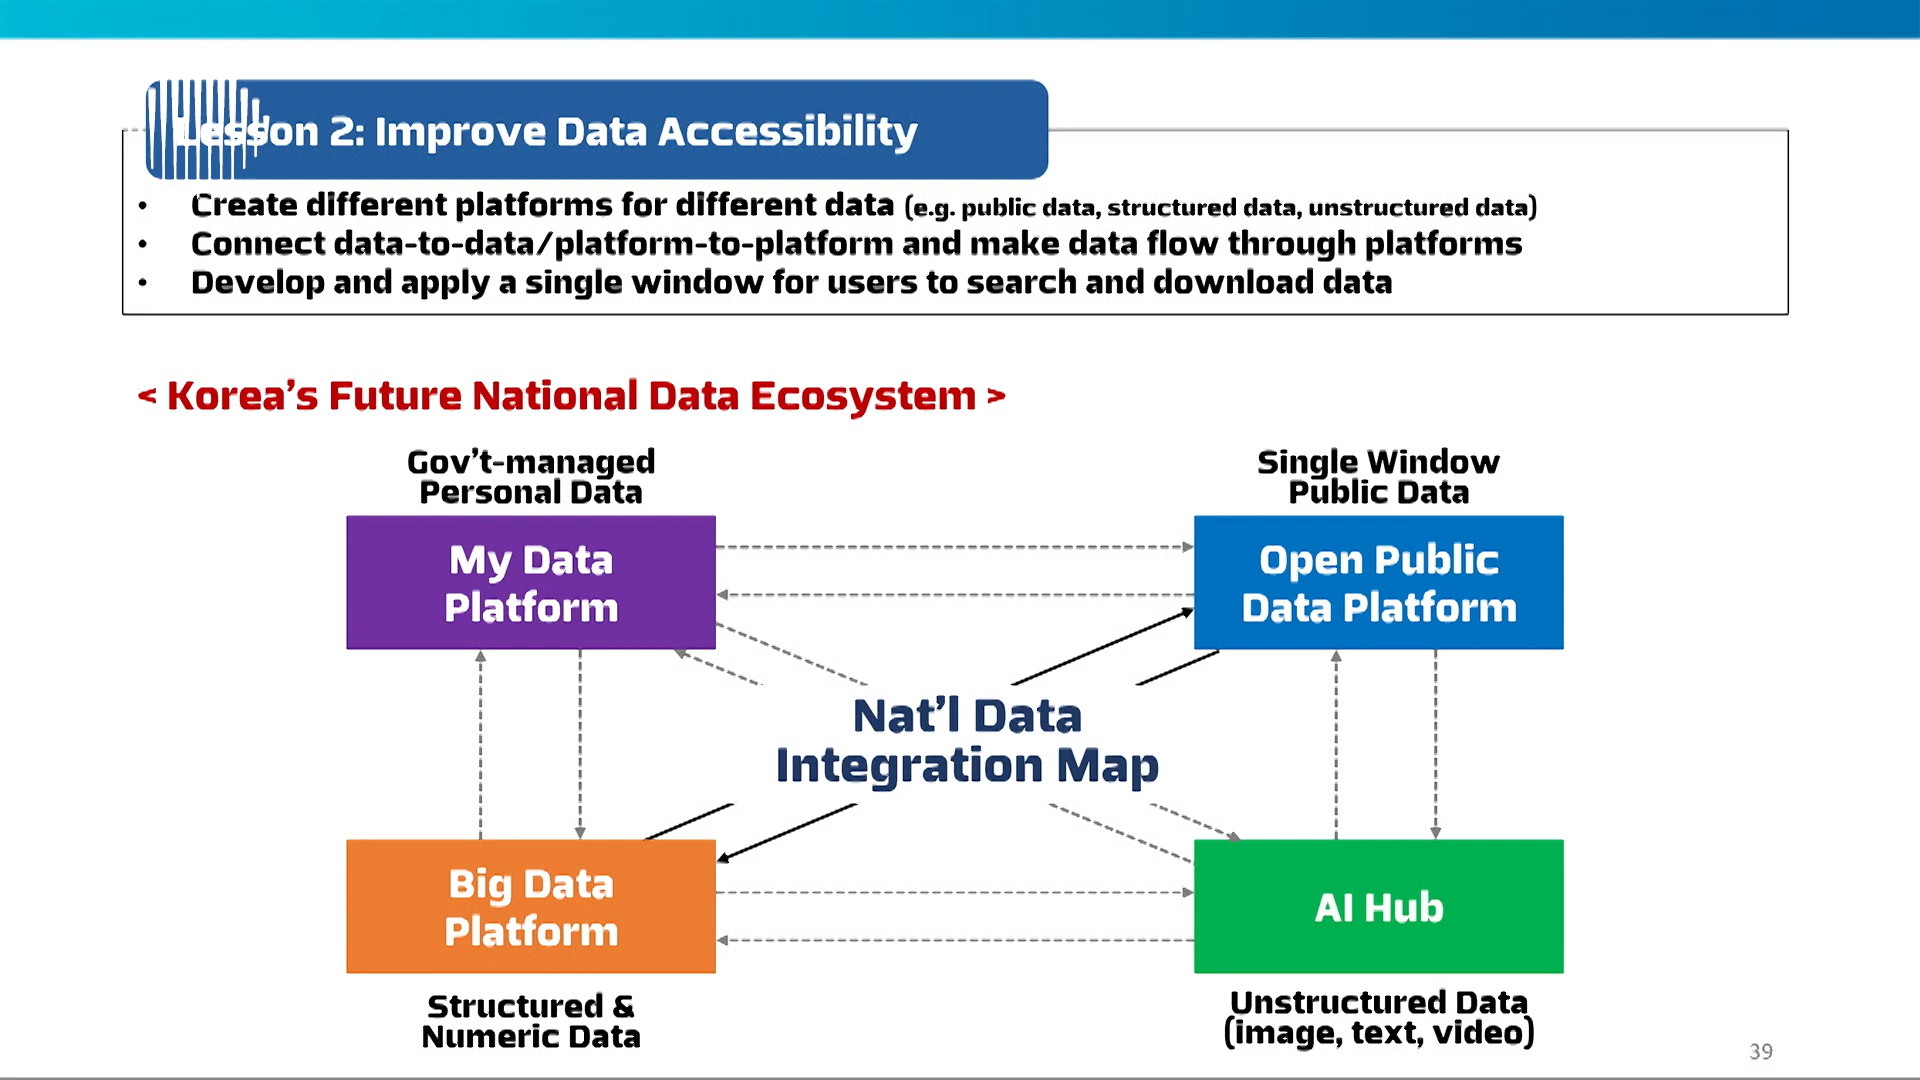 Lesson 2: Improve Data Accessibility
• Create different platforms for different data (e.g. public data, structured data, unstructured data)
• Connect data-to-data/platform-to-platform and make data flow through platforms
• Develop and apply a single window for users to search and download data
< Korea's Future National Data Ecosystem >
Gov't-managed
Personal Data
My Data
Platform
Single Window
Public Data
Open Public
Data Platform
Nat'l Data
Integration Map
Big Data
Platform
Structured &
Numeric Data
AI Hub
Unstructured Data
(image, text, video)
39